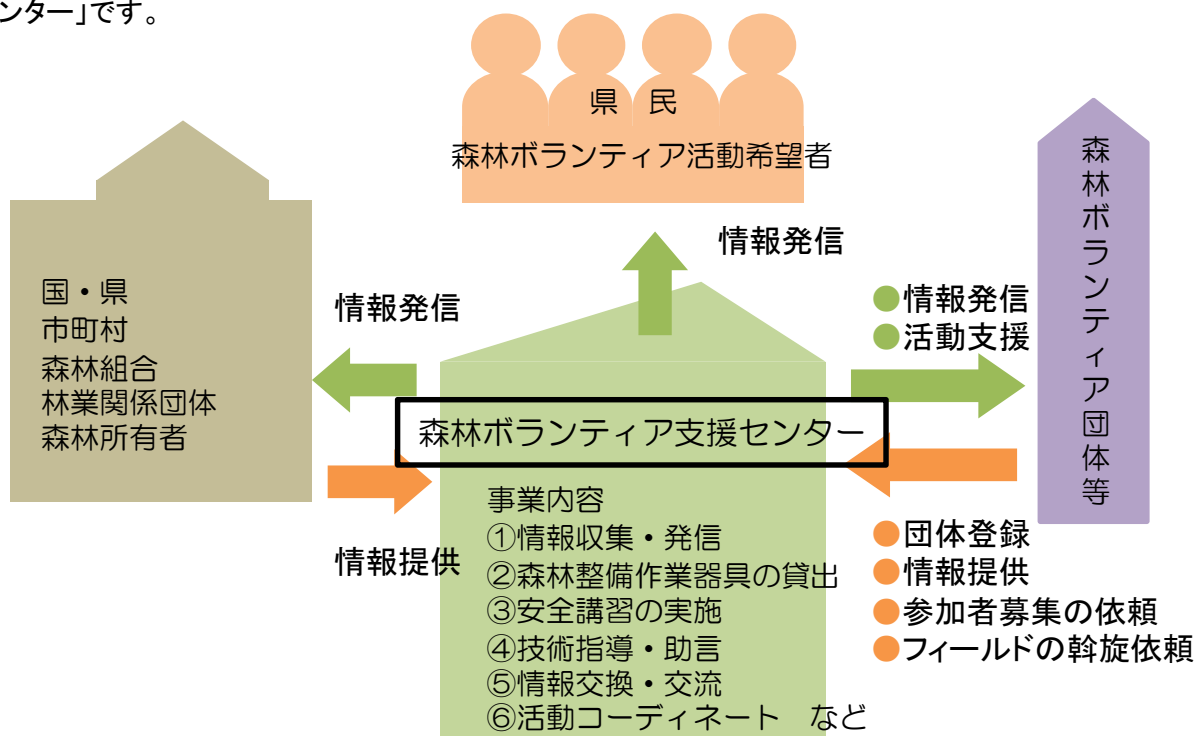 ンター」です。
県　民
森林ボランティア活動希望者
情報発信
国・県
市町村
森林組合
林業関係団体
森林所有者
情報発信
情報提供
森林ボランティア支援センター
事業内容
①情報収集・発信
②森林整備作業器具の貸出
③安全講習の実施
④技術指導・助言
⑤情報交換・交流
⑥活動コーディネート　など
●情報発信
●活動支援
●団体登録
●情報提供
●参加者募集の依頼
●フィールドの斡旋依頼
森林ボランティア団体等